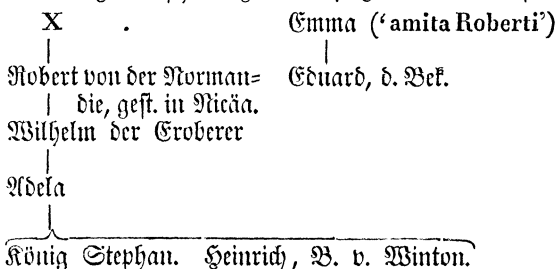 X . Emma (‘amita Roberti’)
Robert von der Norman= Eduard, d. Bek.
die, gest. in Nicäa.
Wilhelm der Eroberer
Adela
König Stephan. Heinrich, B. v. Winton.